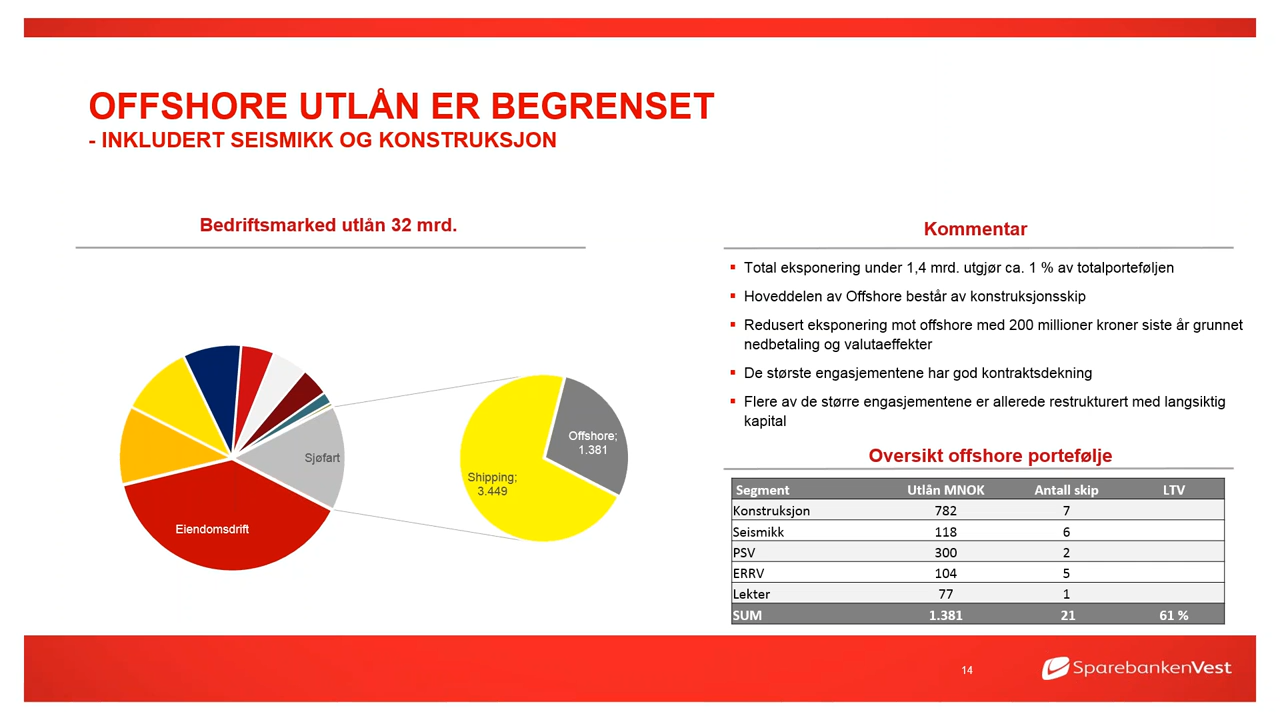 OFFSHORE UTLÅN ER BEGRENSET
- INKLUDERT SEISMIKK OG KONSTRUKSJON
Bedriftsmarked utlån 32 mrd.
Sjøfart
Eiendomsdrift
Offshore;
1.381
Shipping;
3.449
Kommentar
Total eksponering under 1,4 mrd. utgjør ca. 1 % av totalporteføljen
Hoveddelen av Offshore består av konstruksjonsskip
Redusert eksponering mot offshore med 200 millioner kroner siste år grunnet
nedbetaling og valutaeffekter
De største engasjementene har god kontraktsdekning
Flere av de større engasjementene er allerede restrukturert med langsiktig
kapital
Oversikt offshore portefølje
Segment Utlån MNOK Antall skip LTV
Konstruksjon 782 7
Seismikk 118 6
PSV 300 2
ERRV 104 5
Lekter 77 1
SUM 1.381 21 61 %
14
SparebankenVest